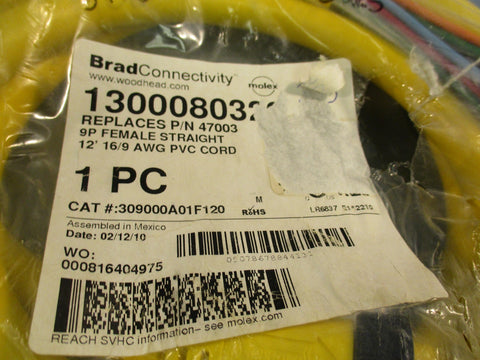 BradConnectivity
www.woodhead.com
molex
130008032
REPLACES P/N 47003
9P FEMALE STRAIGHT
12' 16/9 AWG PVC CORD
1 PC
CAT #:309000A01F120
RoHS
Assembled in Mexico
Date: 02/12/10
WO:
000816404975
REACH SVHC information– see molex.com